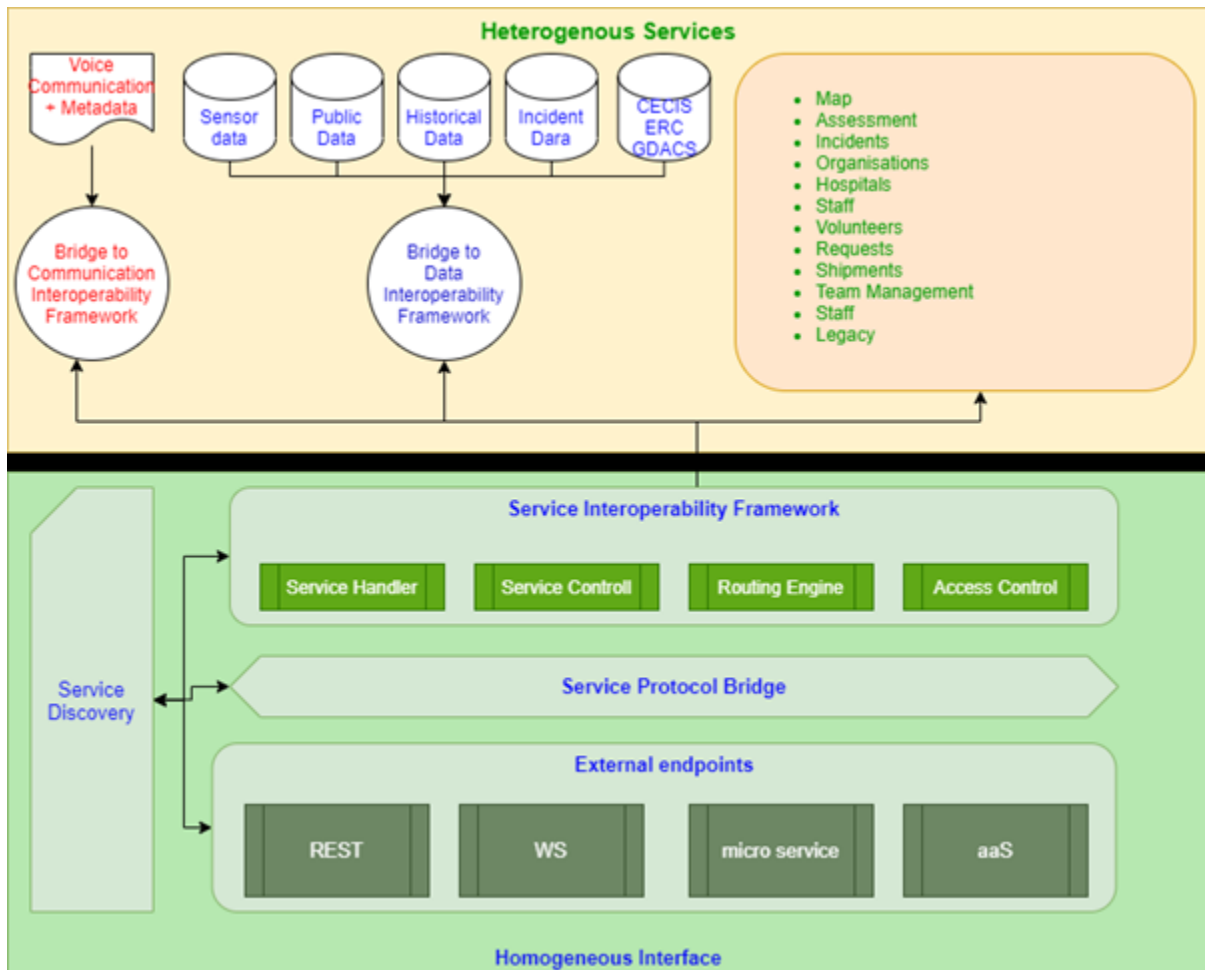 Heterogenous Services
Voice
Communication
+ Metadata
Sensor
data
Public
Data
Historical
Data
Incident
Dara
CECIS
ERC
GDACS
Bridge to
Communication
Interoperability
Framework
Bridge to
Data
Interoperability
Framework
• Map
• Assessment
• Incidents
• Organisations
• Hospitals
• Staff
• Volunteers
• Requests
• Shipments
• Team Management
• Staff
• Legacy
Service Interoperability Framework
Service Handler
Service Controll
Routing Engine
Access Control
Service
Discovery
Service Protocol Bridge
External endpoints
REST
WS
micro service
aaS
Homogeneous Interface